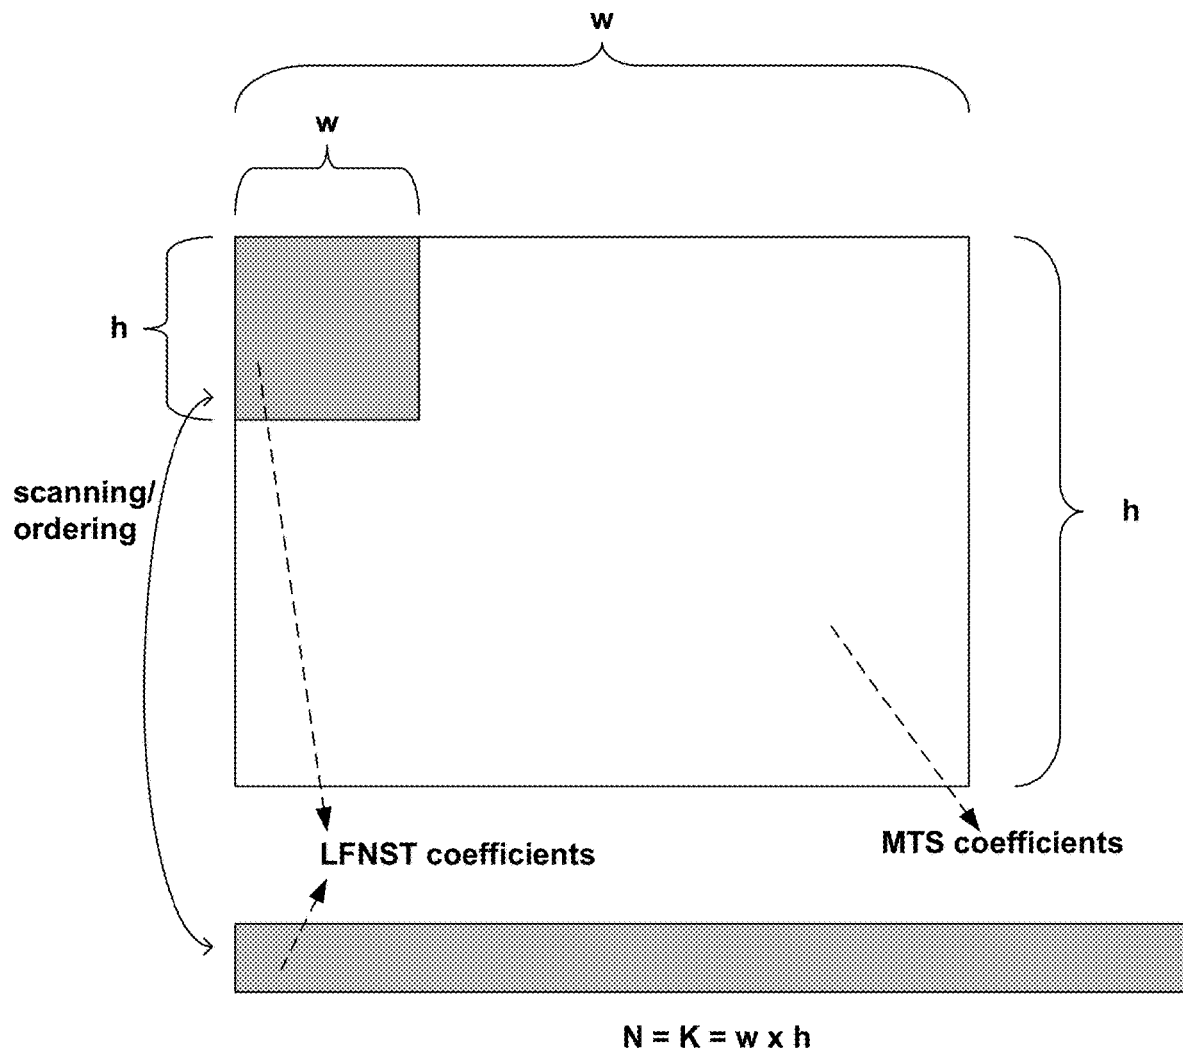 w
w
h
scanning/
ordering
h
LFNST coefficients
MTS coefficients
N = K = w x h